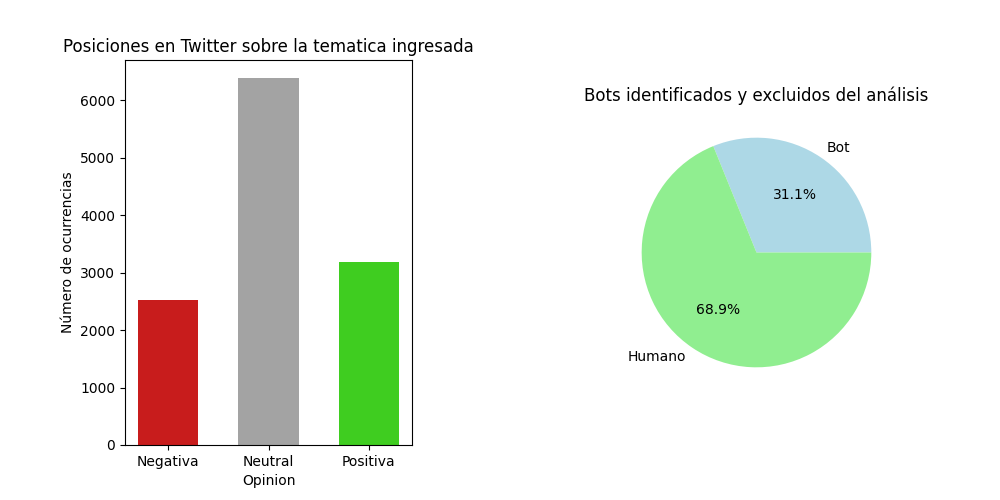 Posiciones en Twitter sobre la tematica ingresada
Número de ocurrencias
6000
5000
4000
3000
2000
1000
0
Negativa
Neutral
Positiva
Opinion
Bots identificados y excluidos del análisis
Bot
31.1%
68.9%
Humano